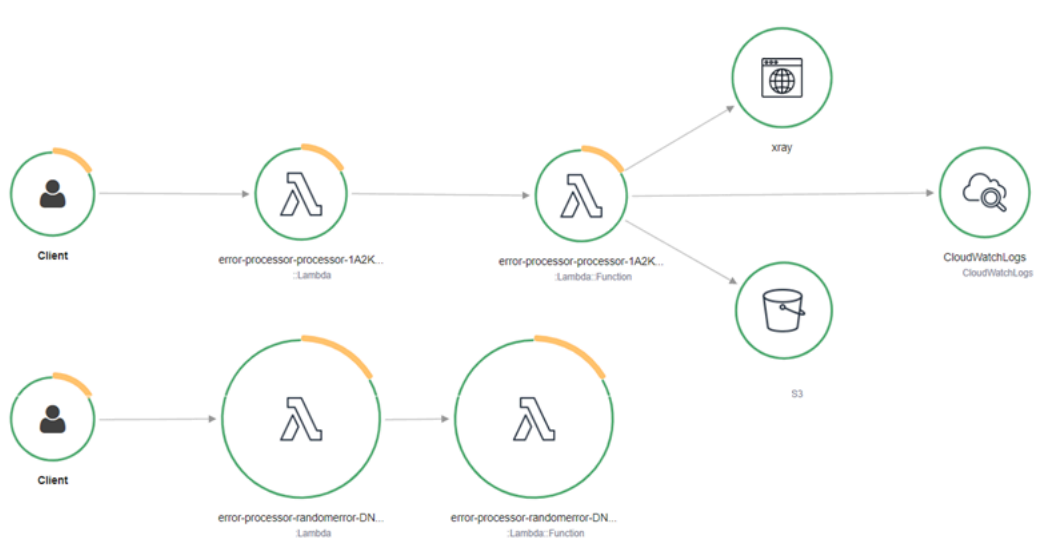 xray
Client
error-processor-processor-1A2K...
::Lambda
error-processor-processor-1A2K...
:Lambda::Function
CloudWatchLogs
CloudWatchLogs
S3
Client
error-processor-randomerror-DN...
:Lambda
error-processor-randomerror-DN...
:Lambda::Function